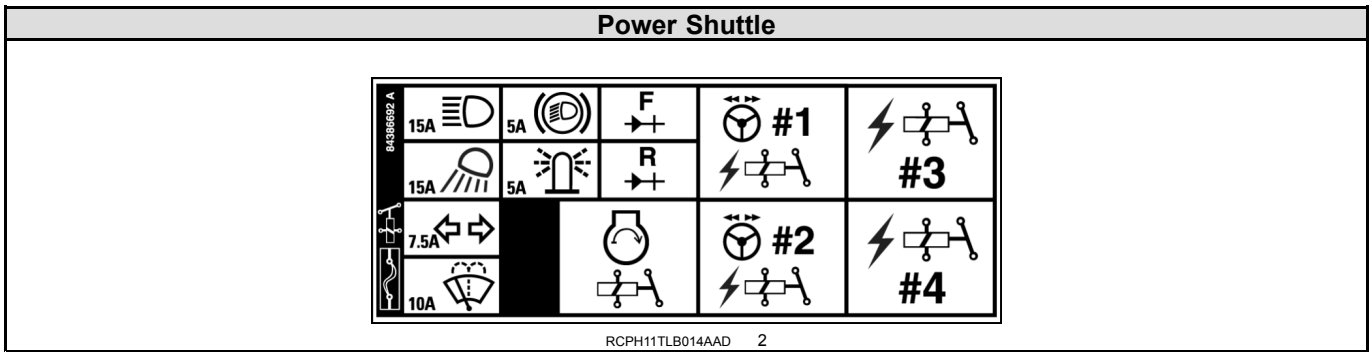 Power Shuttle
84386692 A
15A
5A
F
#1
#3
15A
5A
R
7.5A
#2
#4
10A
RCPH11TLB014AAD 2